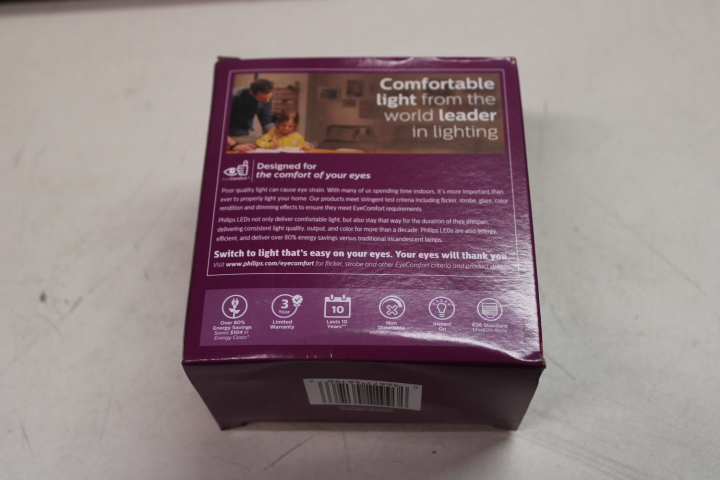 Comfortable
light from the
world leader
in lighting
EyeComfort
Designed for
the comfort of your eyes
Poor quality light can cause eye strain. With many of us spending time indoors, it's more important than
ever to properly light your home. Our products meet stringent test criteria including flicker, strobe, glare, color
rendition and dimming effects to ensure they meet EyeComfort requirements.
Philips LEDs not only deliver comfortable light, but also stay that way for the duration of their lifespan,
delivering consistent light quality, output, and color for more than a decade. Philips LEDs are also energy
efficient, and deliver over 80% energy savings versus traditional incandescent lamps.
Switch to light that's easy on your eyes. Your eyes will thank you.
Visit www.philips.com/eyecomfort for flicker, strobe and other EyeComfort criteria and product details.
3
Year
10
Over 80%
Energy Savings
Saves $104 in
Energy Costs*
Limited
Warranty
Lasts 10
Years**
Non
Dimmable
Instant
On
E26 Standard
Medium Base